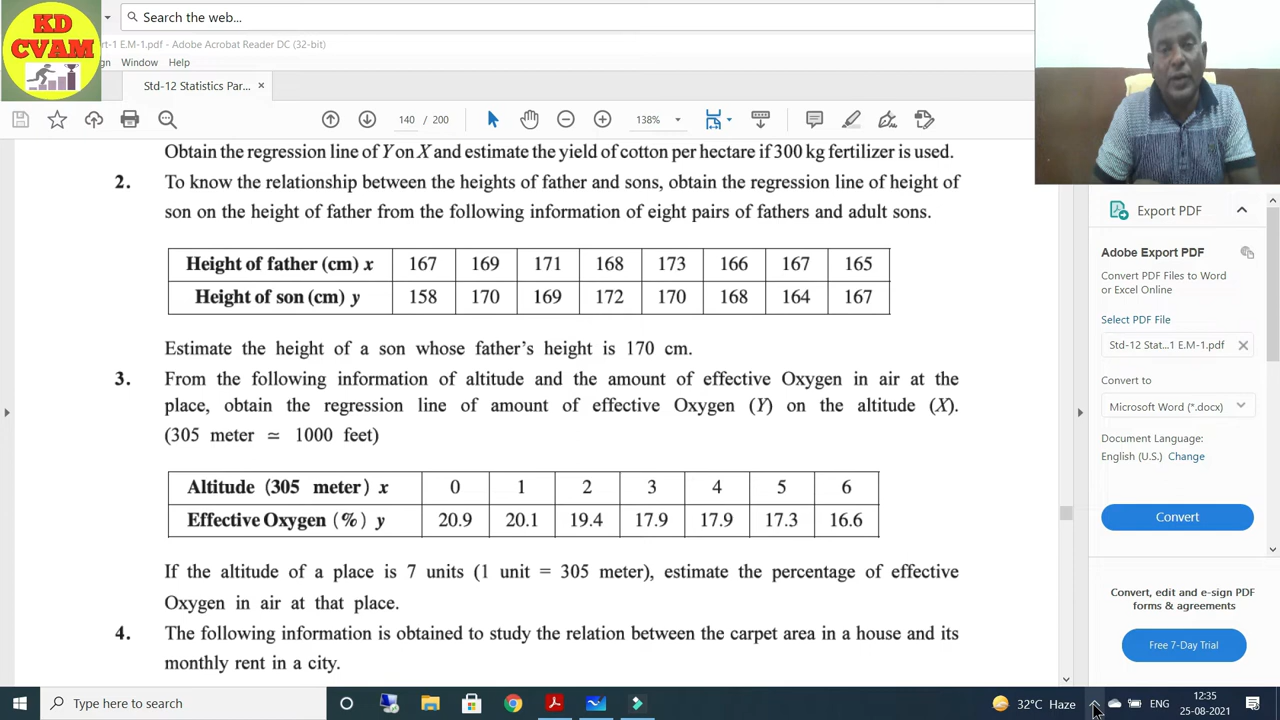 KD
CVAM
Search the web...
rt-1 E.M-1.pdf - Adobe Acrobat Reader DC (32-bit)
gn Window Help
Std-12 Statistics Par... ×
140 / 200
138%
Obtain the regression line of Y on X and estimate the yield of cotton per hectare if 300 kg fertilizer is used.
2. To know the relationship between the heights of father and sons, obtain the regression line of height of
son on the height of father from the following information of eight pairs of fathers and adult sons.
Height of father (cm) x 167 169 171 168 173 166 167 165
Height of son (cm) y 158 170 169 172 170 168 164 167
Estimate the height of a son whose father's height is 170 cm.
3. From the following information of altitude and the amount of effective Oxygen in air at the
place, obtain the regression line of amount of effective Oxygen (Y) on the altitude (X).
(305 meter ≃ 1000 feet)
Altitude (305 meter) x 0 1 2 3 4 5 6
Effective Oxygen (%) y 20.9 20.1 19.4 17.9 17.9 17.3 16.6
If the altitude of a place is 7 units (1 unit = 305 meter), estimate the percentage of effective
Oxygen in air at that place.
4. The following information is obtained to study the relation between the carpet area in a house and its
monthly rent in a city.
Export PDF
Adobe Export PDF
Convert PDF Files to Word
or Excel Online
Select PDF File
Std-12 Stat...1 E.M-1.pdf ×
Convert to
Microsoft Word (*.docx)
Document Language:
English (U.S.) Change
Convert
Convert, edit and e-sign PDF
forms & agreements
Free 7-Day Trial
Type here to search
32°C Haze
ENG
12:35
25-08-2021